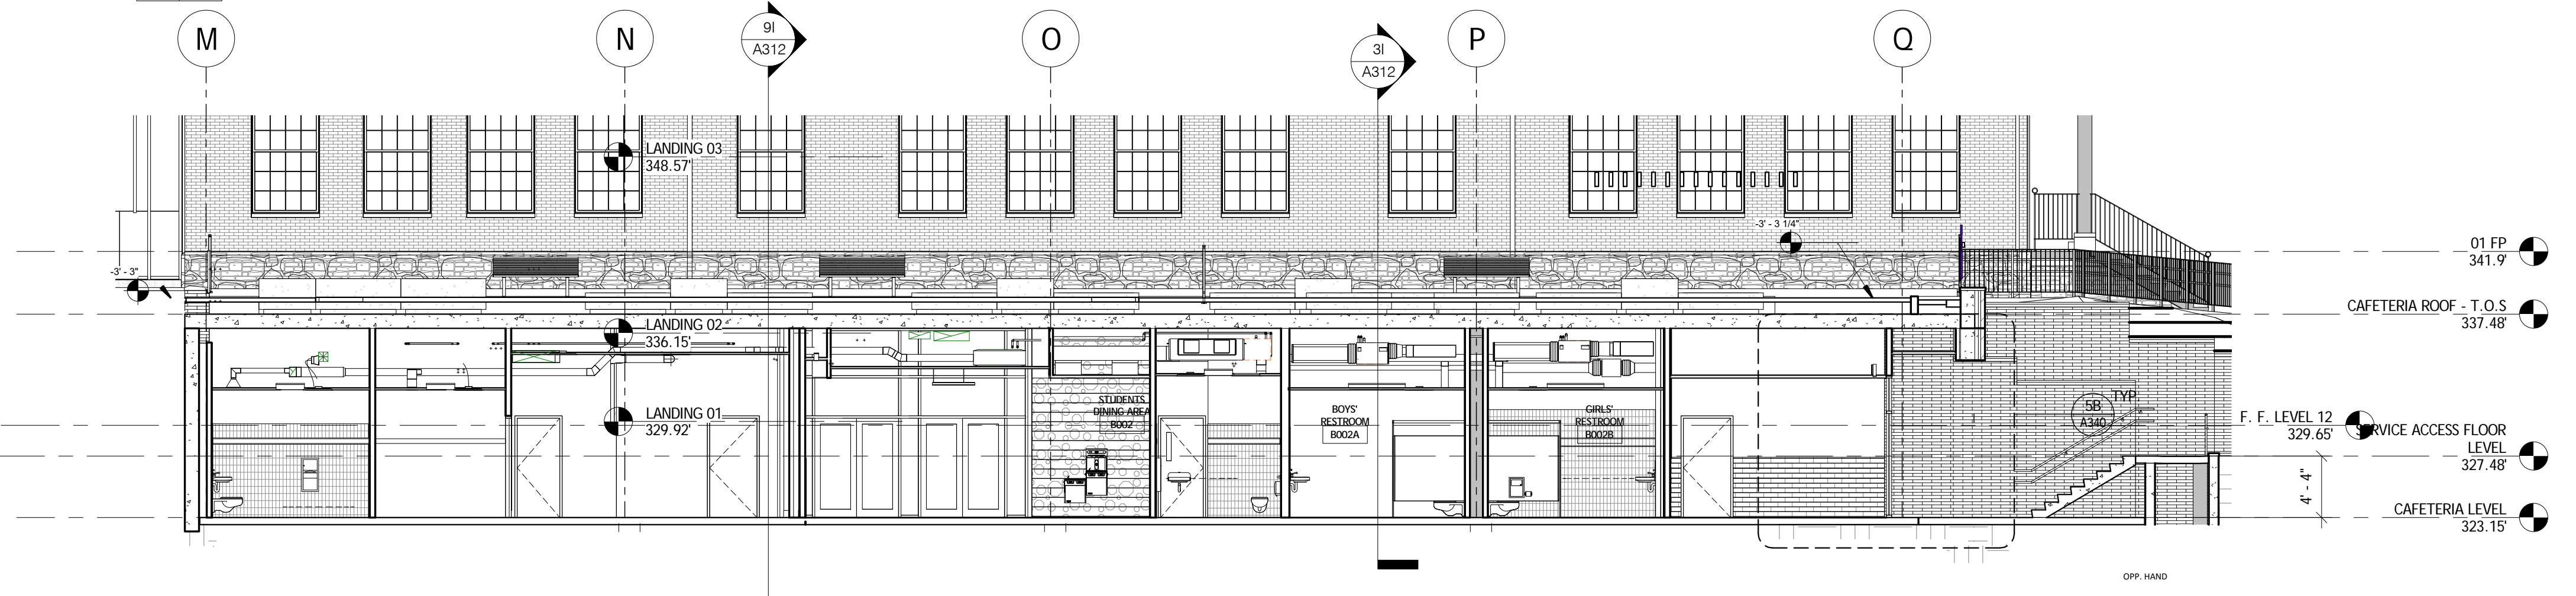 M
N
9I
A312
O
3I
A312
P
Q
LANDING 03
348.57'
-3' - 3 1/4"
-3' - 3"
01 FP
341.9'
CAFETERIA ROOF - T.O.S
337.48'
LANDING 02
336.15'
LANDING 01
329.92'
STUDENTS
DINING AREA
B002
BOYS'
RESTROOM
B002A
GIRLS'
RESTROOM
B002B
TYP
5B
A340
F. F. LEVEL 12
329.65'
SERVICE ACCESS FLOOR
LEVEL
327.48'
4' - 4"
CAFETERIA LEVEL
323.15'
OPP. HAND